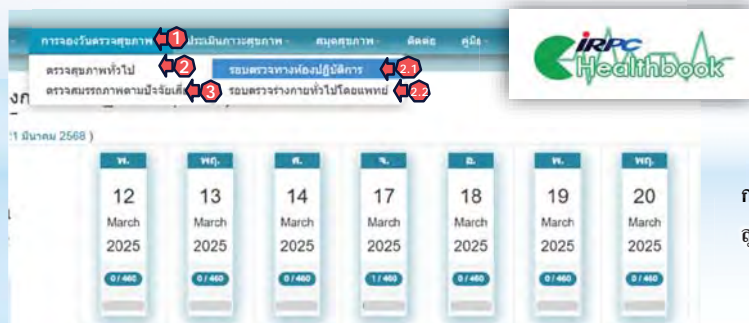 การจองวันตรวจสุขภาพ 1 ประเมินภาวะสุขภาพ สมุดสุขภาพ ติดต่อ คู่มือ
iRPC
Healthbook
ตรวจสุขภาพทั่วไป 2 รอบตรวจทางห้องปฏิบัติการ 2.1
ตรวจสมรรถภาพตามปัจจัยเสี่ 3 รอบตรวจร่างกายทั่วไปโดยแพทย์ 2.2
มีนาคม 2568 )
พ. พฤ. ศ. จ. อ. พ. พฤ.
12 13 14 17 18 19 20
March March March March March March March
2025 2025 2025 2025 2025 2025 2025
0 / 460 0 / 460 0 / 460 1 / 460 0 / 460 0 / 460 0 / 460